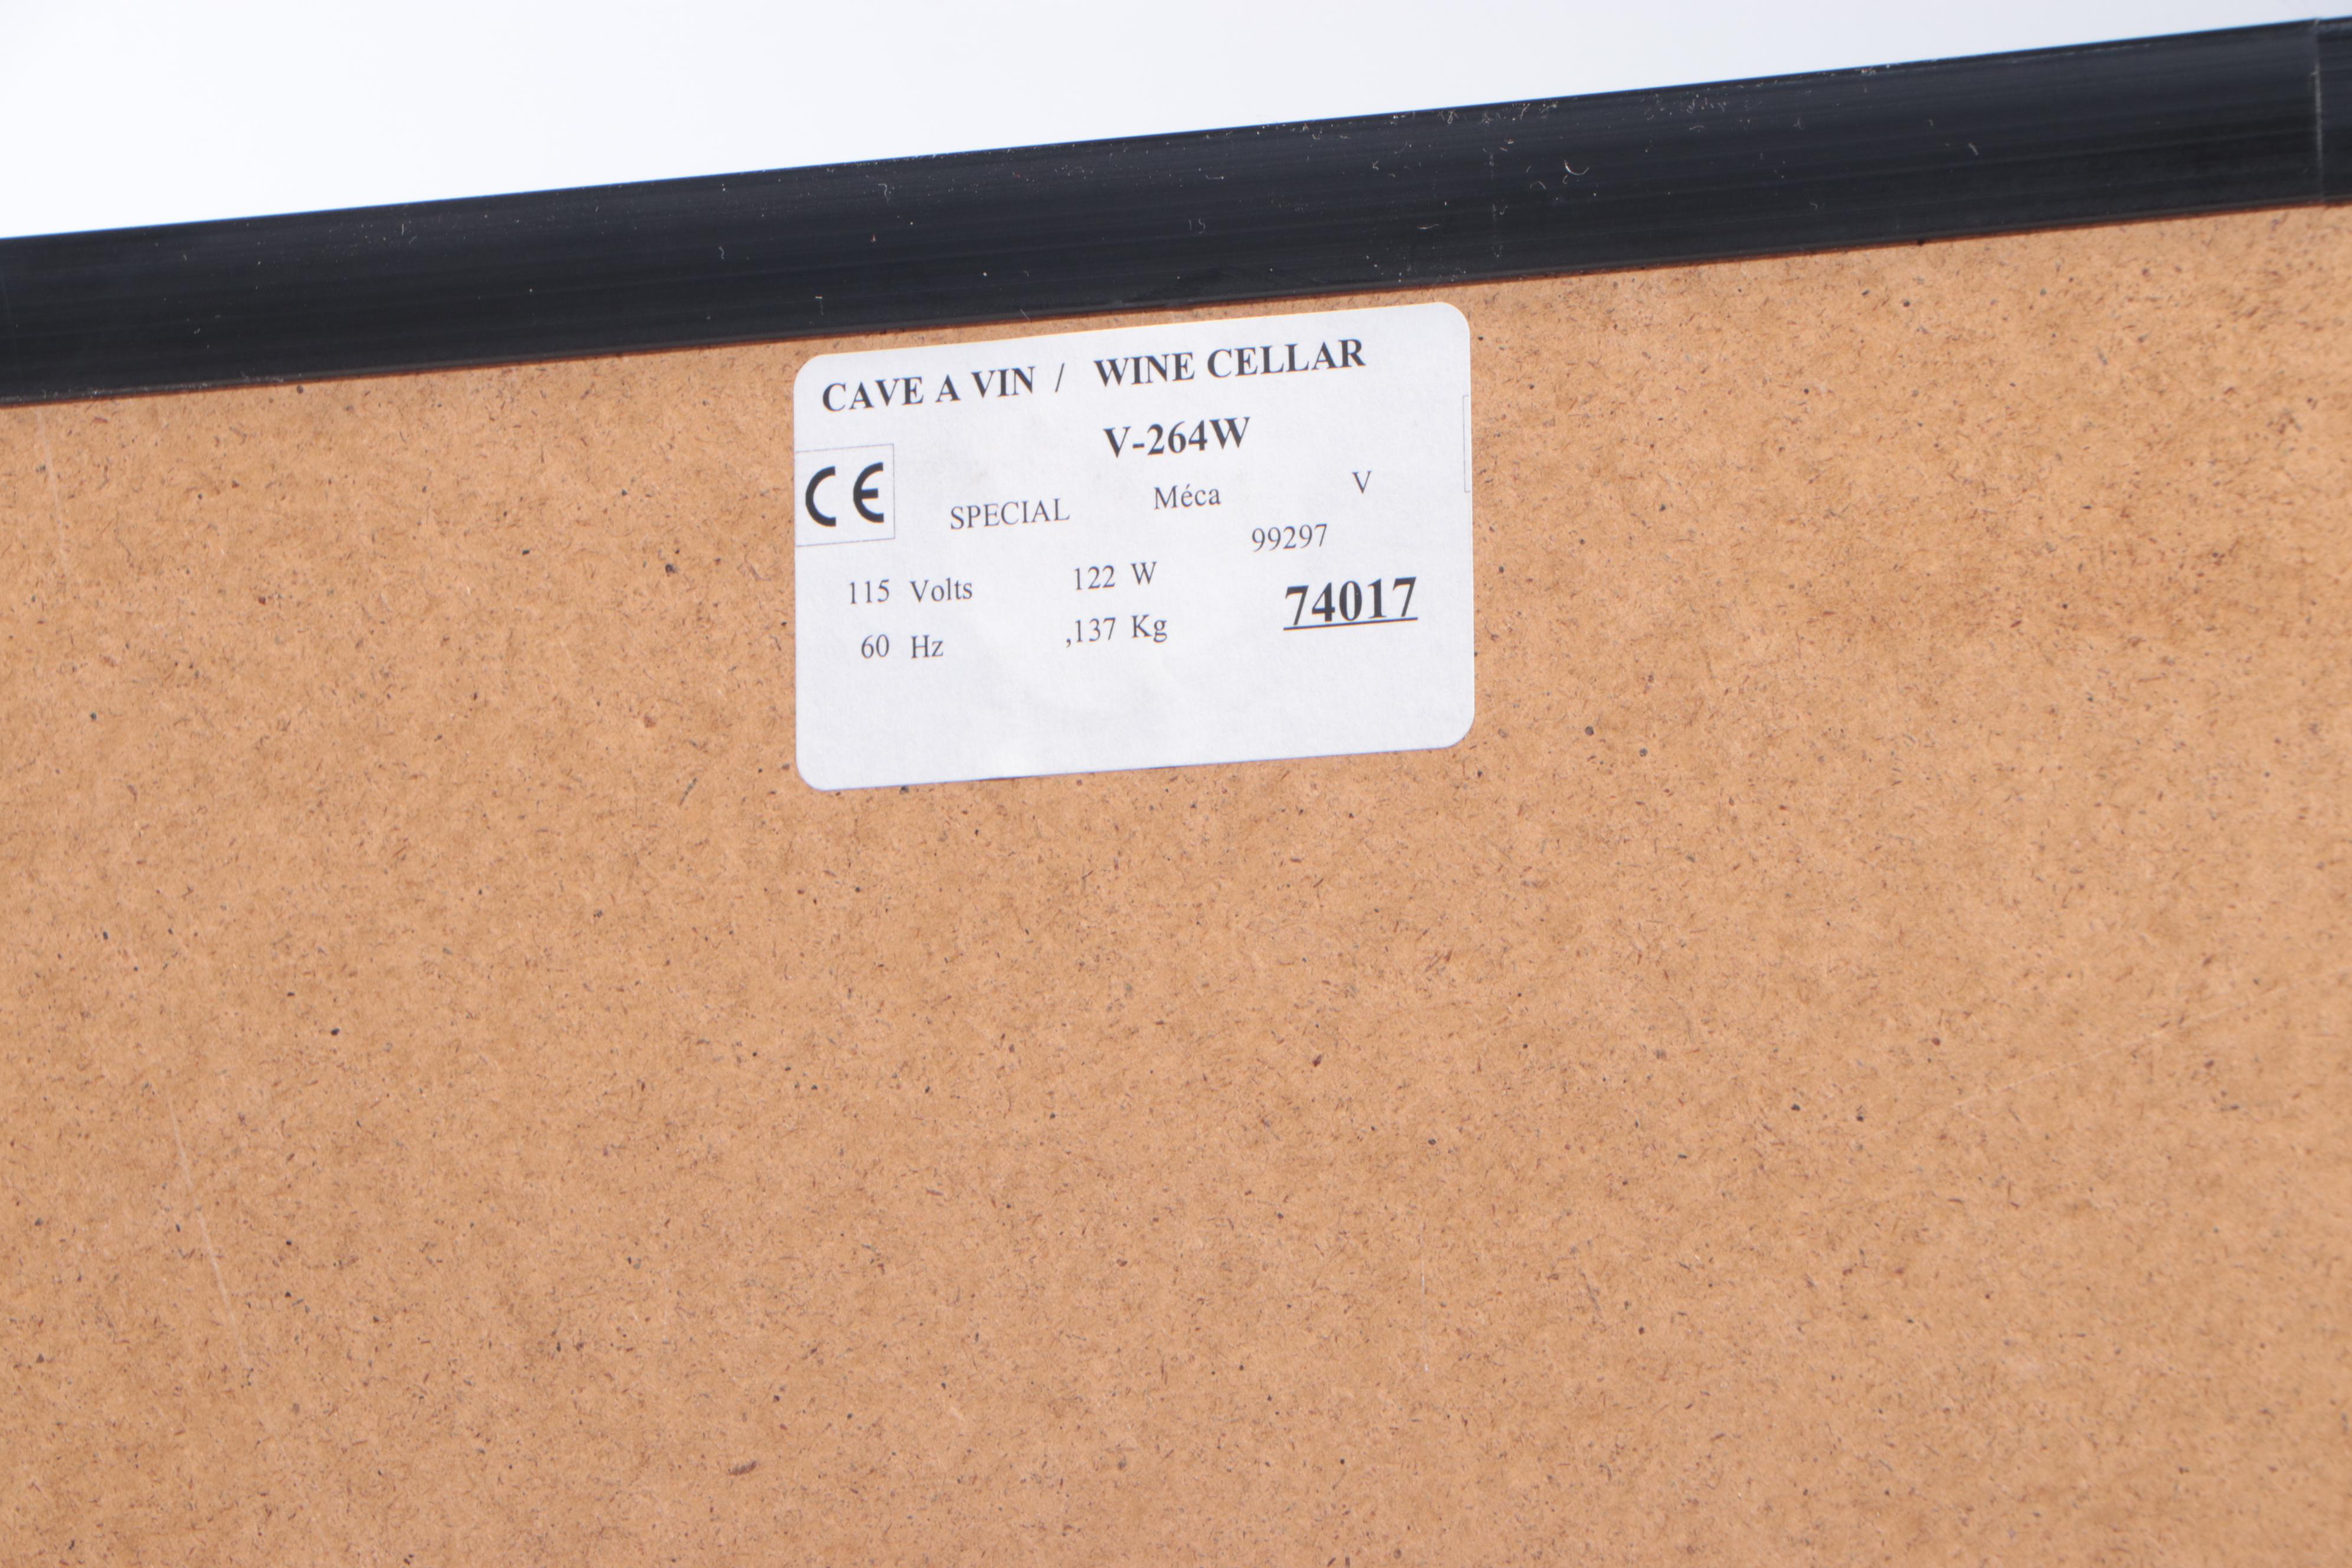 CAVE A VIN / WINE CELLAR
V-264W
CE
SPECIAL Méca V
99297
115 Volts 122 W
74017
60 Hz ,137 Kg